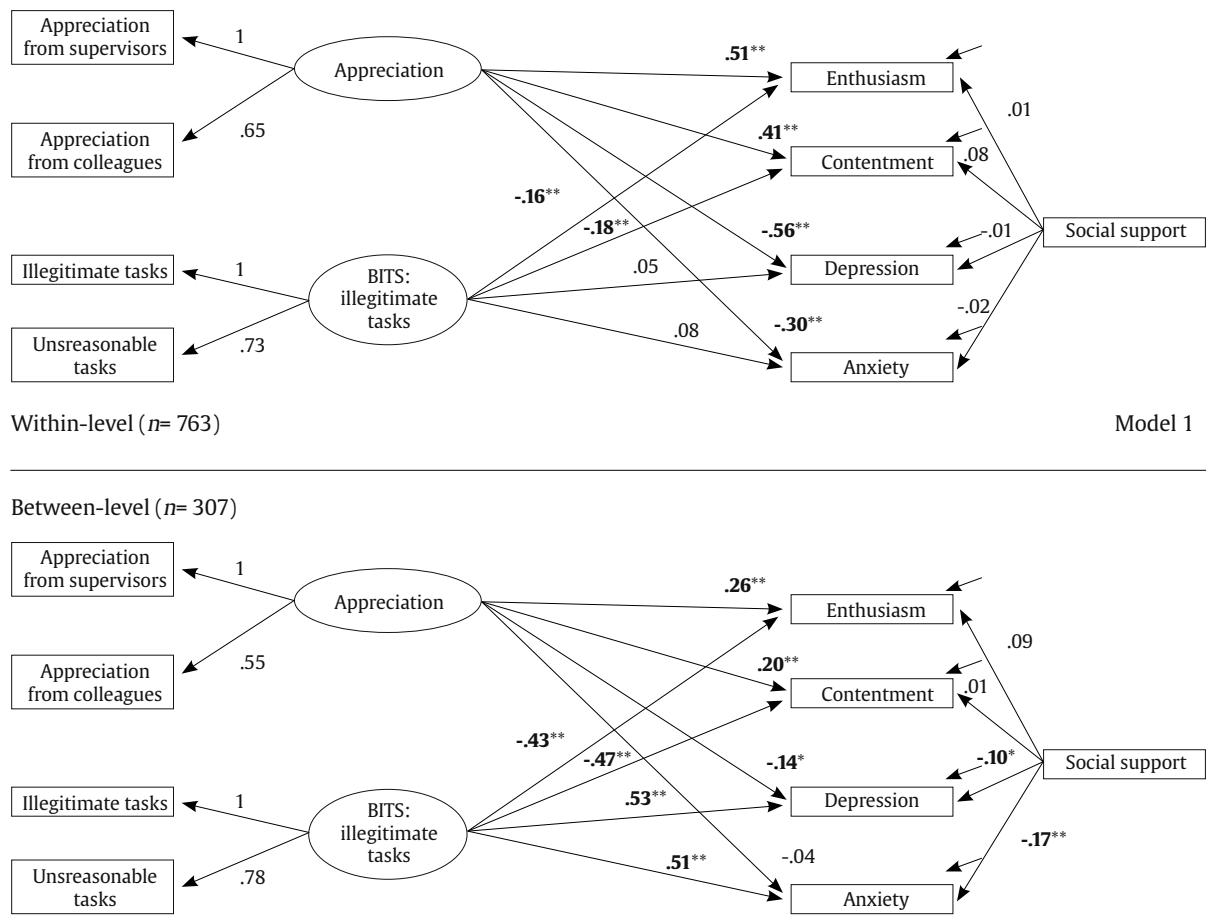 Appreciation
from supervisors
1
Appreciation
.51**
Enthusiasm
.01
Appreciation
from colleagues
.65
.41**
Contentment
.08
-.16**
-.18**
-.56**
-.01
Social support
Illegitimate tasks
1
BITS:
illegitimate
tasks
.05
Depression
Unsreasonable
tasks
.73
.08
-.30**
-.02
Anxiety
Within-level (n= 763)
Model 1
Between-level (n= 307)
Appreciation
from supervisors
1
Appreciation
.26**
Enthusiasm
.09
Appreciation
from colleagues
.55
.20**
Contentment
.01
-.43**
-.47**
-.14*
-.10*
Social support
Illegitimate tasks
1
BITS:
illegitimate
tasks
.53**
Depression
-.17**
Unsreasonable
tasks
.78
.51**
-.04
Anxiety